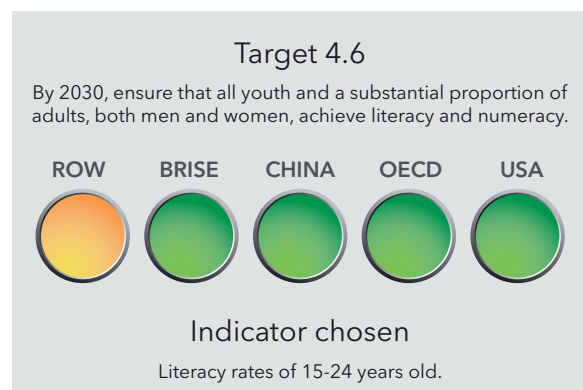 Target 4.6
By 2030, ensure that all youth and a substantial proportion of
adults, both men and women, achieve literacy and numeracy.
ROW BRISE CHINA OECD USA
Indicator chosen
Literacy rates of 15-24 years old.